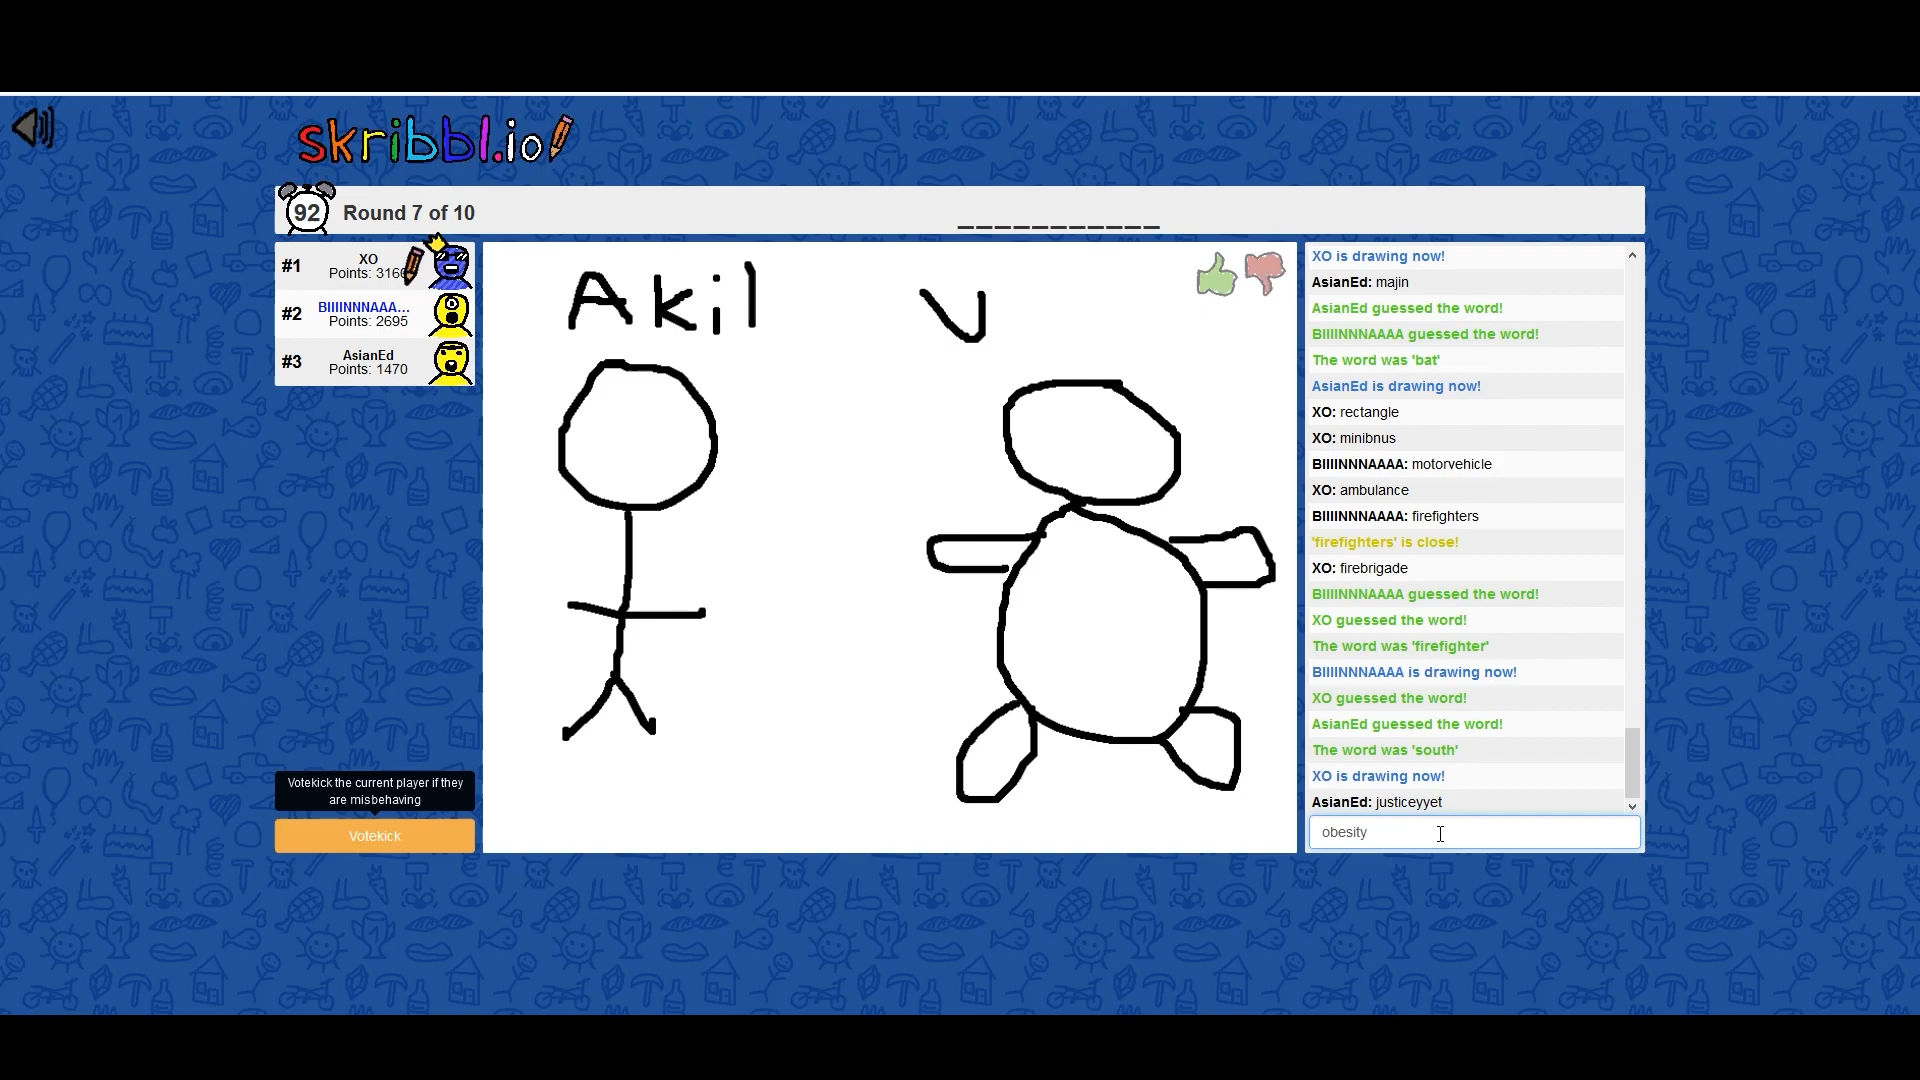 skribbl.io
92
Round 7 of 10
___________
#1
XO
Points: 3160
#2
BIIIINNNAAA...
Points: 2695
#3
AsianEd
Points: 1470
Votekick the current player if they
are misbehaving
Votekick
Akil
V
XO is drawing now!
AsianEd: majin
AsianEd guessed the word!
BIIIINNNAAAA guessed the word!
The word was 'bat'
AsianEd is drawing now!
XO: rectangle
XO: minibnus
BIIIINNNAAAA: motorvehicle
XO: ambulance
BIIIINNNAAAA: firefighters
'firefighters' is close!
XO: firebrigade
BIIIINNNAAAA guessed the word!
XO guessed the word!
The word was 'firefighter'
BIIIINNNAAAA is drawing now!
XO guessed the word!
AsianEd guessed the word!
The word was 'south'
XO is drawing now!
AsianEd: justiceyyet
obesity